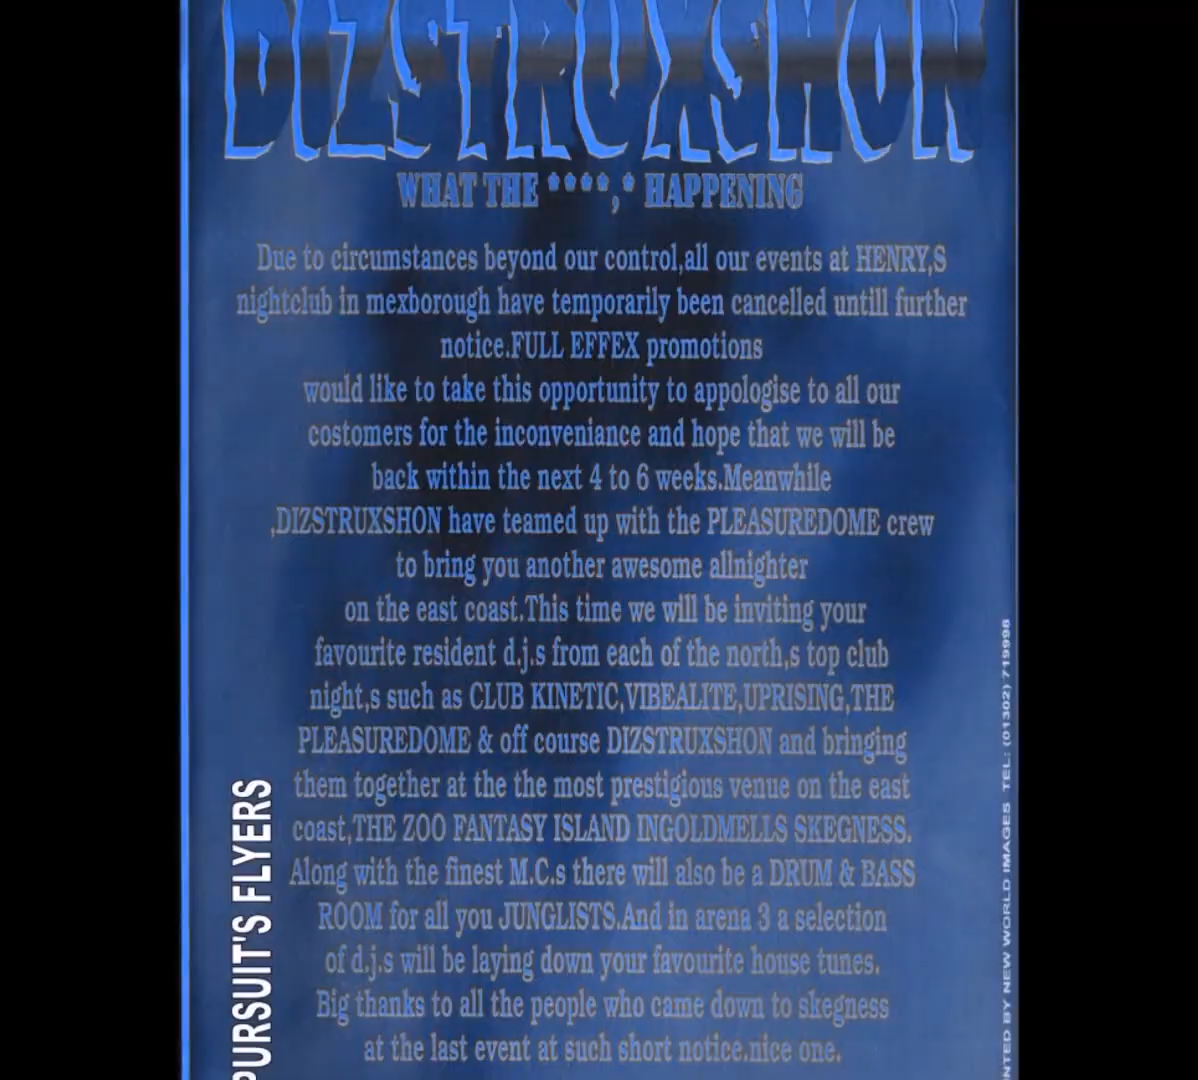 DIZSTRUXSHON
WHAT THE ****,* HAPPENING
Due to circumstances beyond our control,all our events at HENRY,S
nightclub in mexborough have temporarily been cancelled untill further
notice.FULL EFFEX promotions
would like to take this opportunity to appologise to all our
costomers for the inconveniance and hope that we will be
back within the next 4 to 6 weeks.Meanwhile
,DIZSTRUXSHON have teamed up with the PLEASUREDOME crew
to bring you another awesome allnighter
on the east coast.This time we will be inviting your
favourite resident d.j.s from each of the north,s top club
night,s such as CLUB KINETIC,VIBEALITE,UPRISING,THE
PLEASUREDOME & off course DIZSTRUXSHON and bringing
them together at the the most prestigious venue on the east
coast,THE ZOO FANTASY ISLAND INGOLDMELLS SKEGNESS.
Along with the finest M.C.s there will also be a DRUM & BASS
ROOM for all you JUNGLISTS.And in arena 3 a selection
of d.j.s will be laying down your favourite house tunes.
Big thanks to all the people who came down to skegness
at the last event at such short notice.nice one.
PURSUIT'S FLYERS
NTED BY NEW WORLD IMAGES TEL: (01302) 719998